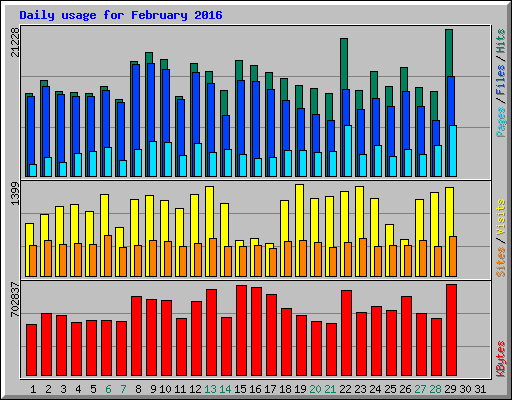 Daily usage for February 2016
21228
Pages / Files / Hits
1399
Sites / Visits
702837
KBytes
1 2 3 4 5 6 7 8 9 10 11 12 13 14 15 16 17 18 19 20 21 22 23 24 25 26 27 28 29 30 31